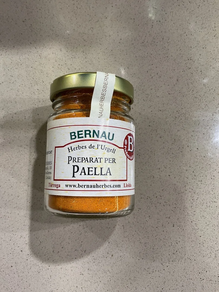 BERNAU
Herbes de l'Urgell
PREPARAT PER
PAELLA
www.bernauherbes.com
B